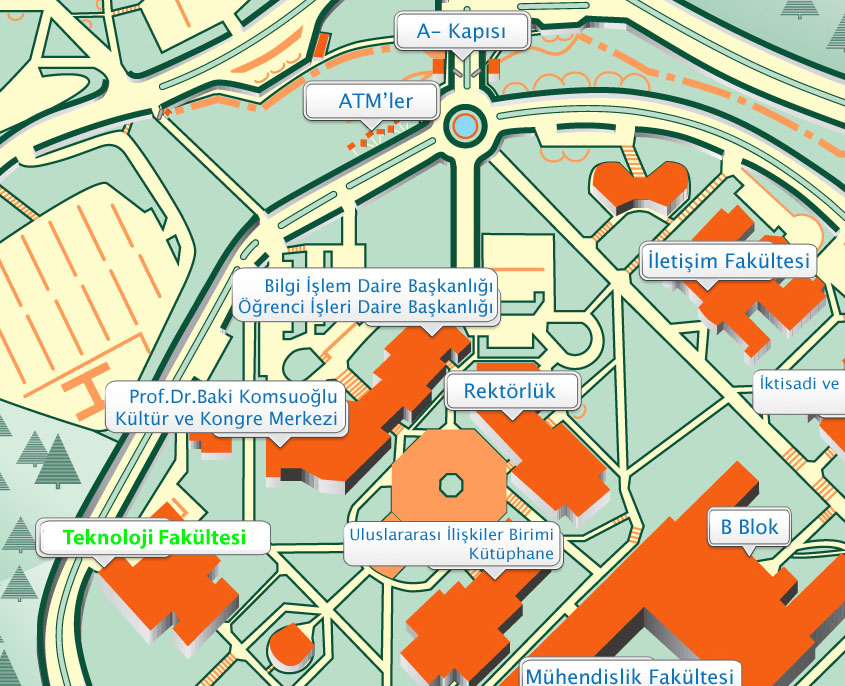 A- Kapısı
ATM'ler
İletişim Fakültesi
Bilgi İşlem Daire Başkanlığı
Öğrenci İşleri Daire Başkanlığı
Prof.Dr.Baki Komsuoğlu
Kültür ve Kongre Merkezi
Rektörlük
İktisadi ve
Teknoloji Fakültesi
Uluslararası İlişkiler Birimi
Kütüphane
B Blok
Mühendislik Fakültesi